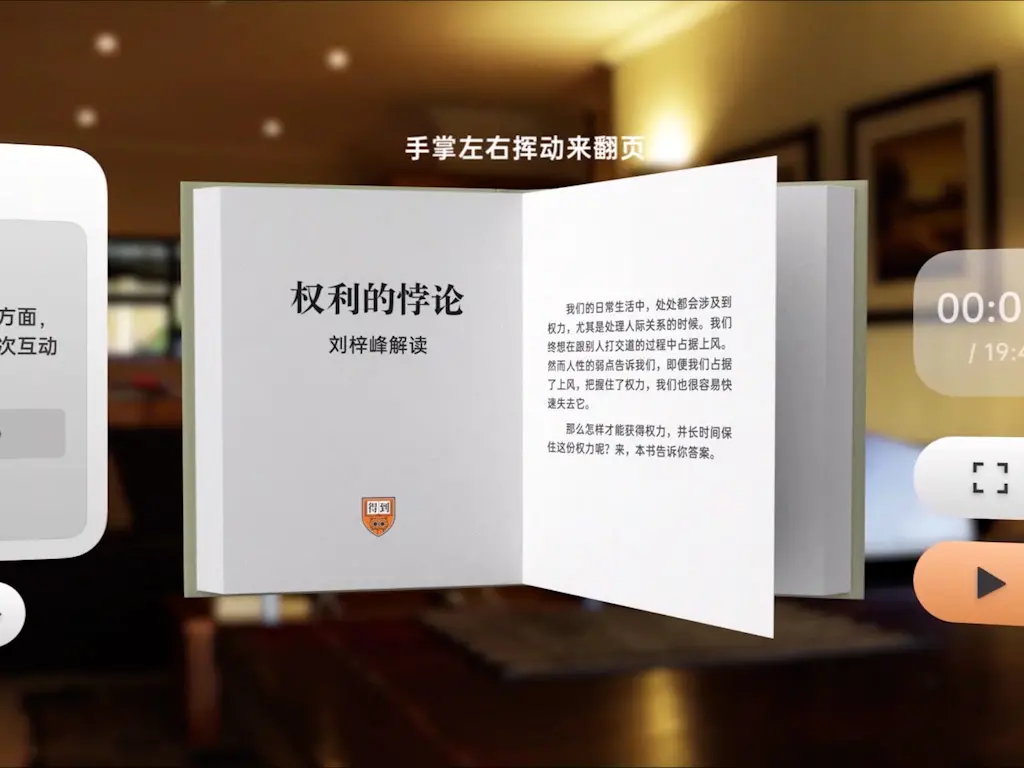 手掌左右挥动来翻页
方面，
次互动
权利的悖论
刘梓峰解读
得到
我们的日常生活中，处处都会涉及到
权力，尤其是处理人际关系的时候。我们
终想在跟别人打交道的过程中占据上风。
然而人性的弱点告诉我们，即便我们占据
了上风，把握住了权力，我们也很容易快
速失去它。
那么怎样才能获得权力，并长时间保
住这份权力呢？来，本书告诉你答案。
00:0
/ 19:4